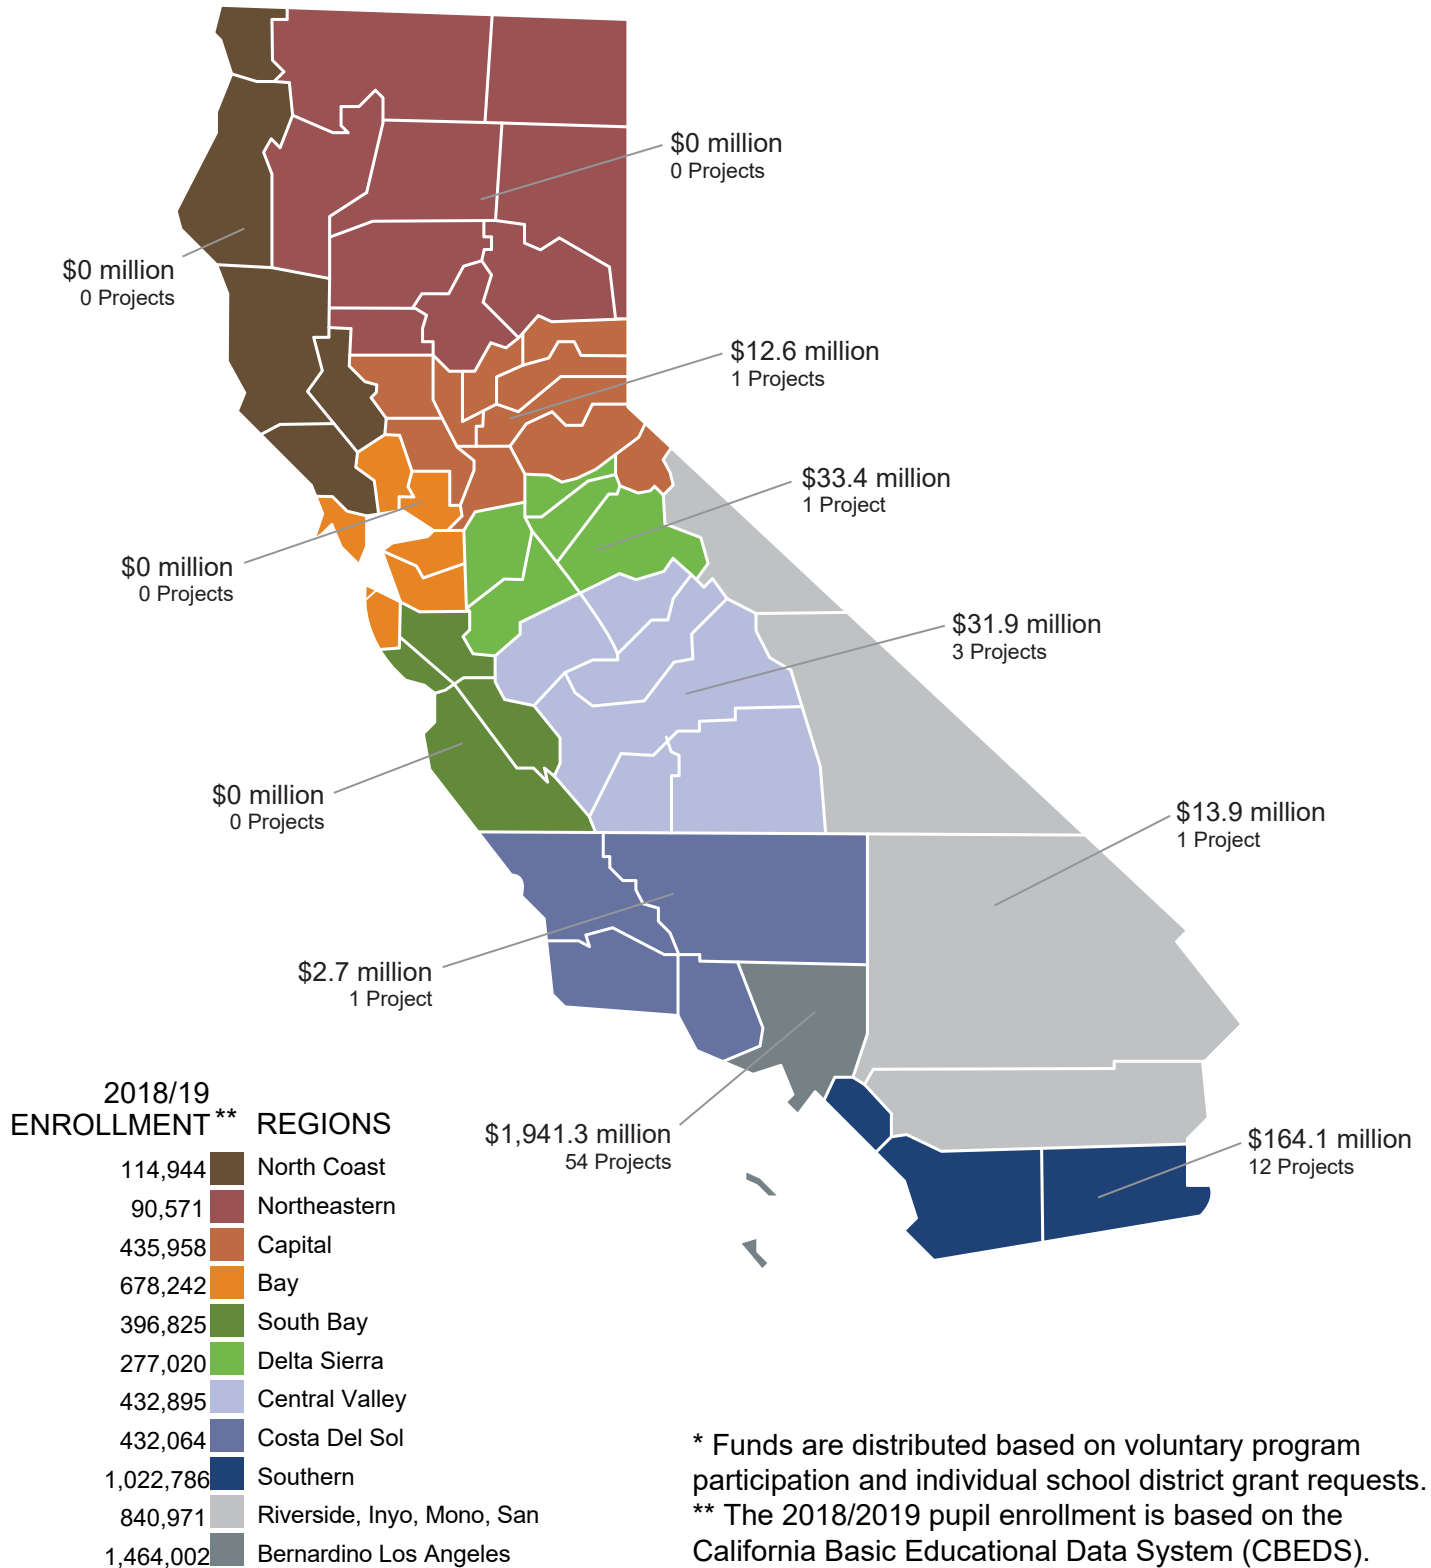 $0 million
0 Projects
$0 million
0 Projects
$12.6 million
1 Projects
$33.4 million
1 Project
$0 million
0 Projects
$31.9 million
3 Projects
$0 million
0 Projects
$13.9 million
1 Project
$2.7 million
1 Project
$1,941.3 million
54 Projects
$164.1 million
12 Projects
2018/19
ENROLLMENT** REGIONS
114,944 North Coast
90,571 Northeastern
435,958 Capital
678,242 Bay
396,825 South Bay
277,020 Delta Sierra
432,895 Central Valley
432,064 Costa Del Sol
1,022,786 Southern
840,971 Riverside, Inyo, Mono, San
1,464,002 Bernardino Los Angeles
* Funds are distributed based on voluntary program
participation and individual school district grant requests.
** The 2018/2019 pupil enrollment is based on the
California Basic Educational Data System (CBEDS).